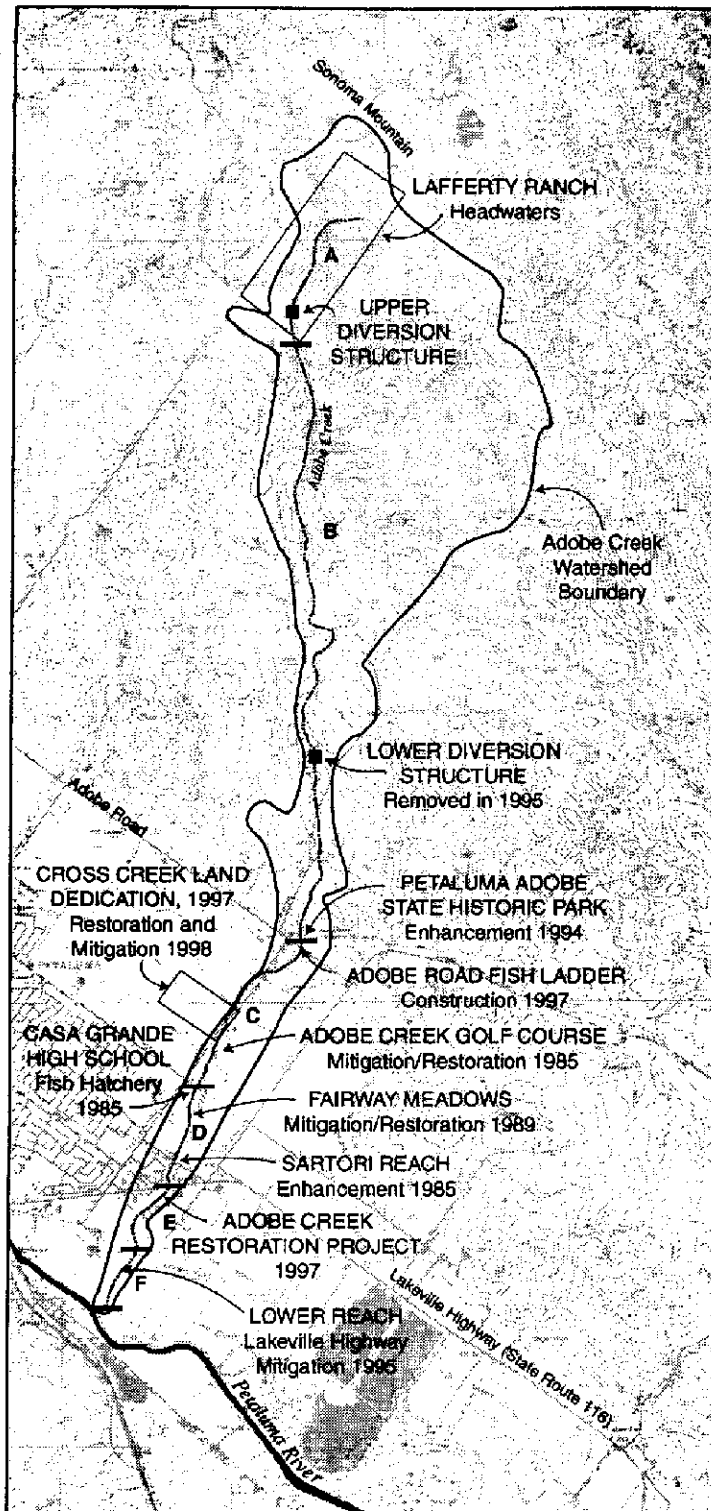 Sonoma Mountain
LAFFERTY RANCH
Headwaters
A
UPPER
DIVERSION
STRUCTURE
Adobe Creek
B
Adobe Creek
Watershed
Boundary
LOWER DIVERSION
STRUCTURE
Removed in 1995
Adobe Road
CROSS CREEK LAND
DEDICATION, 1997
Restoration and
Mitigation 1998
PETALUMA ADOBE
STATE HISTORIC PARK
Enhancement 1994
ADOBE ROAD FISH LADDER
Construction 1997
C
CASA GRANDE
HIGH SCHOOL
Fish Hatchery
1985
ADOBE CREEK GOLF COURSE
Mitigation/Restoration 1985
FAIRWAY MEADOWS
Mitigation/Restoration 1989
D
SARTORI REACH
Enhancement 1985
E
ADOBE CREEK
RESTORATION PROJECT
1997
F
LOWER REACH
Lakeville Highway
Mitigation 1995
Lakeville Highway (State Route 116)
Petaluma River